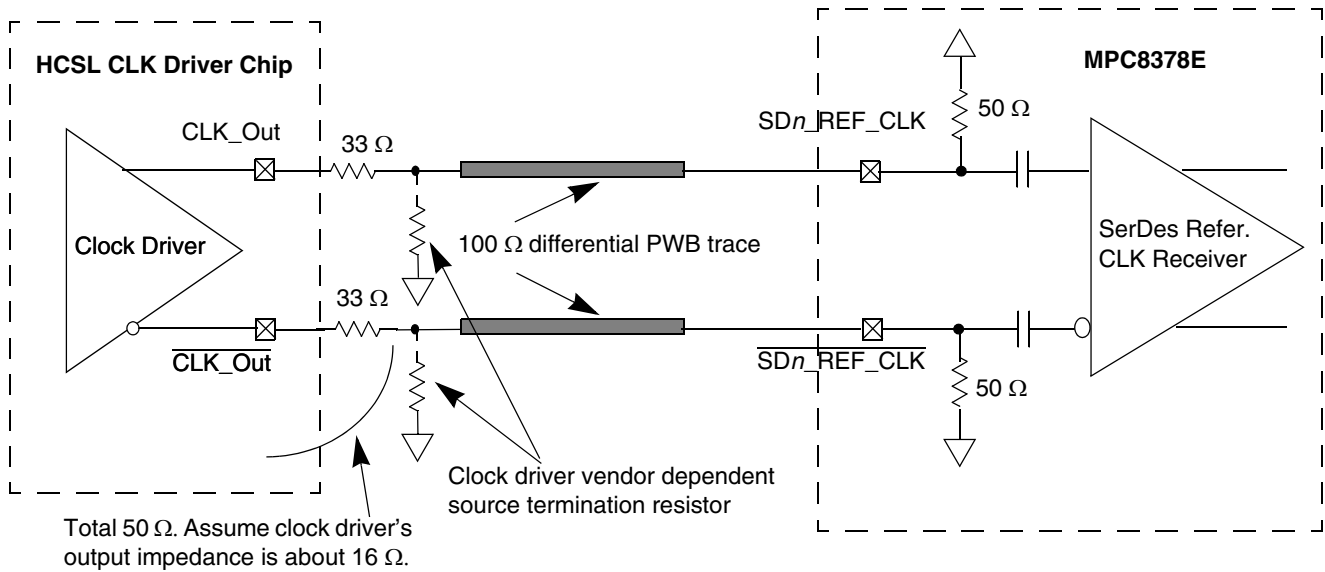 HCSL CLK Driver Chip
MPC8378E
CLK_Out
33 Ω
SDn_REF_CLK
50 Ω
Clock Driver
100 Ω differential PWB trace
SerDes Refer.
CLK Receiver
33 Ω
CLK_Out
SDn_REF_CLK
50 Ω
Clock driver vendor dependent
source termination resistor
Total 50 Ω. Assume clock driver's
output impedance is about 16 Ω.